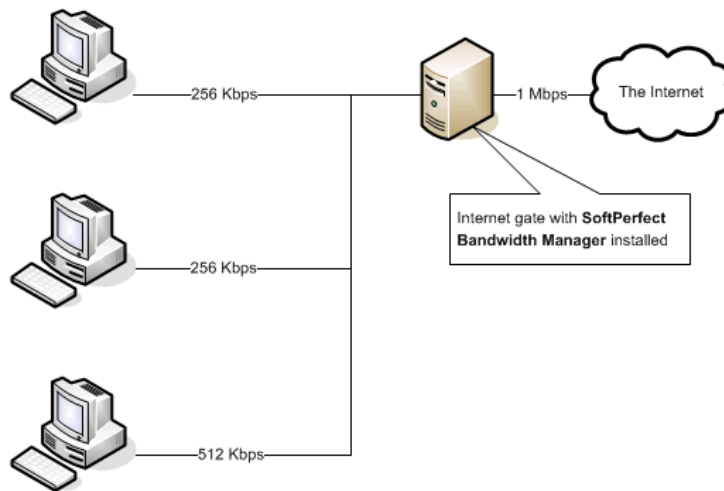 256 Kbps
1 Mbps
The Internet
Internet gate with SoftPerfect
Bandwidth Manager installed
256 Kbps
512 Kbps